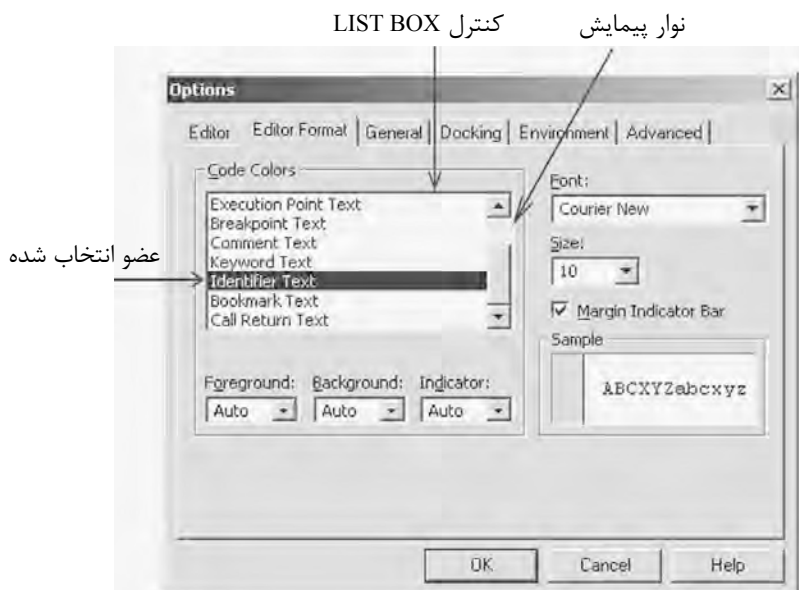 نوار پیمایش
کنترل LIST BOX
Options
Editor Editor Format General Docking Environment Advanced
Code Colors
Execution Point Text
Breakpoint Text
Comment Text
Keyword Text
Identifier Text
Bookmark Text
Call Return Text
عضو انتخاب شده
Foreground: Background: Indicator:
Auto Auto Auto
Font:
Courier New
Size:
10
Margin Indicator Bar
Sample
ABCXYZabcxyz
OK Cancel Help